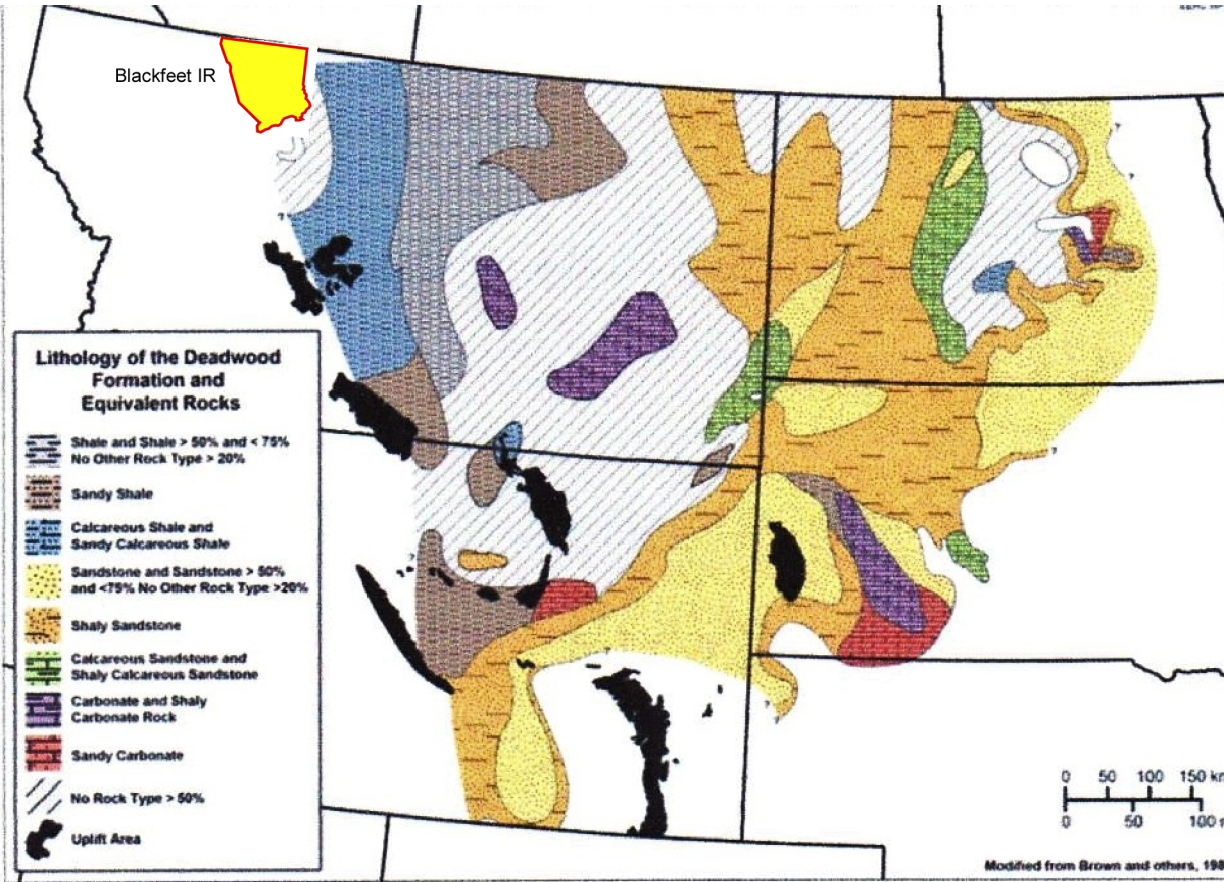 Blackfeet IR
Lithology of the Deadwood
Formation and
Equivalent Rocks
Shale and Shale > 50% and < 75%
No Other Rock Type > 20%
Sandy Shale
Calcareous Shale and
Sandy Calcareous Shale
Sandstone and Sandstone > 50%
and <75% No Other Rock Type >20%
Shaly Sandstone
Calcareous Sandstone and
Shaly Calcareous Sandstone
Carbonate and Shaly
Carbonate Rock
Sandy Carbonate
No Rock Type > 50%
Uplift Area
? ? ? ? ? ? ? ? ?
0 50 100 150 km
0 50 100
Modified from Brown and others, 198